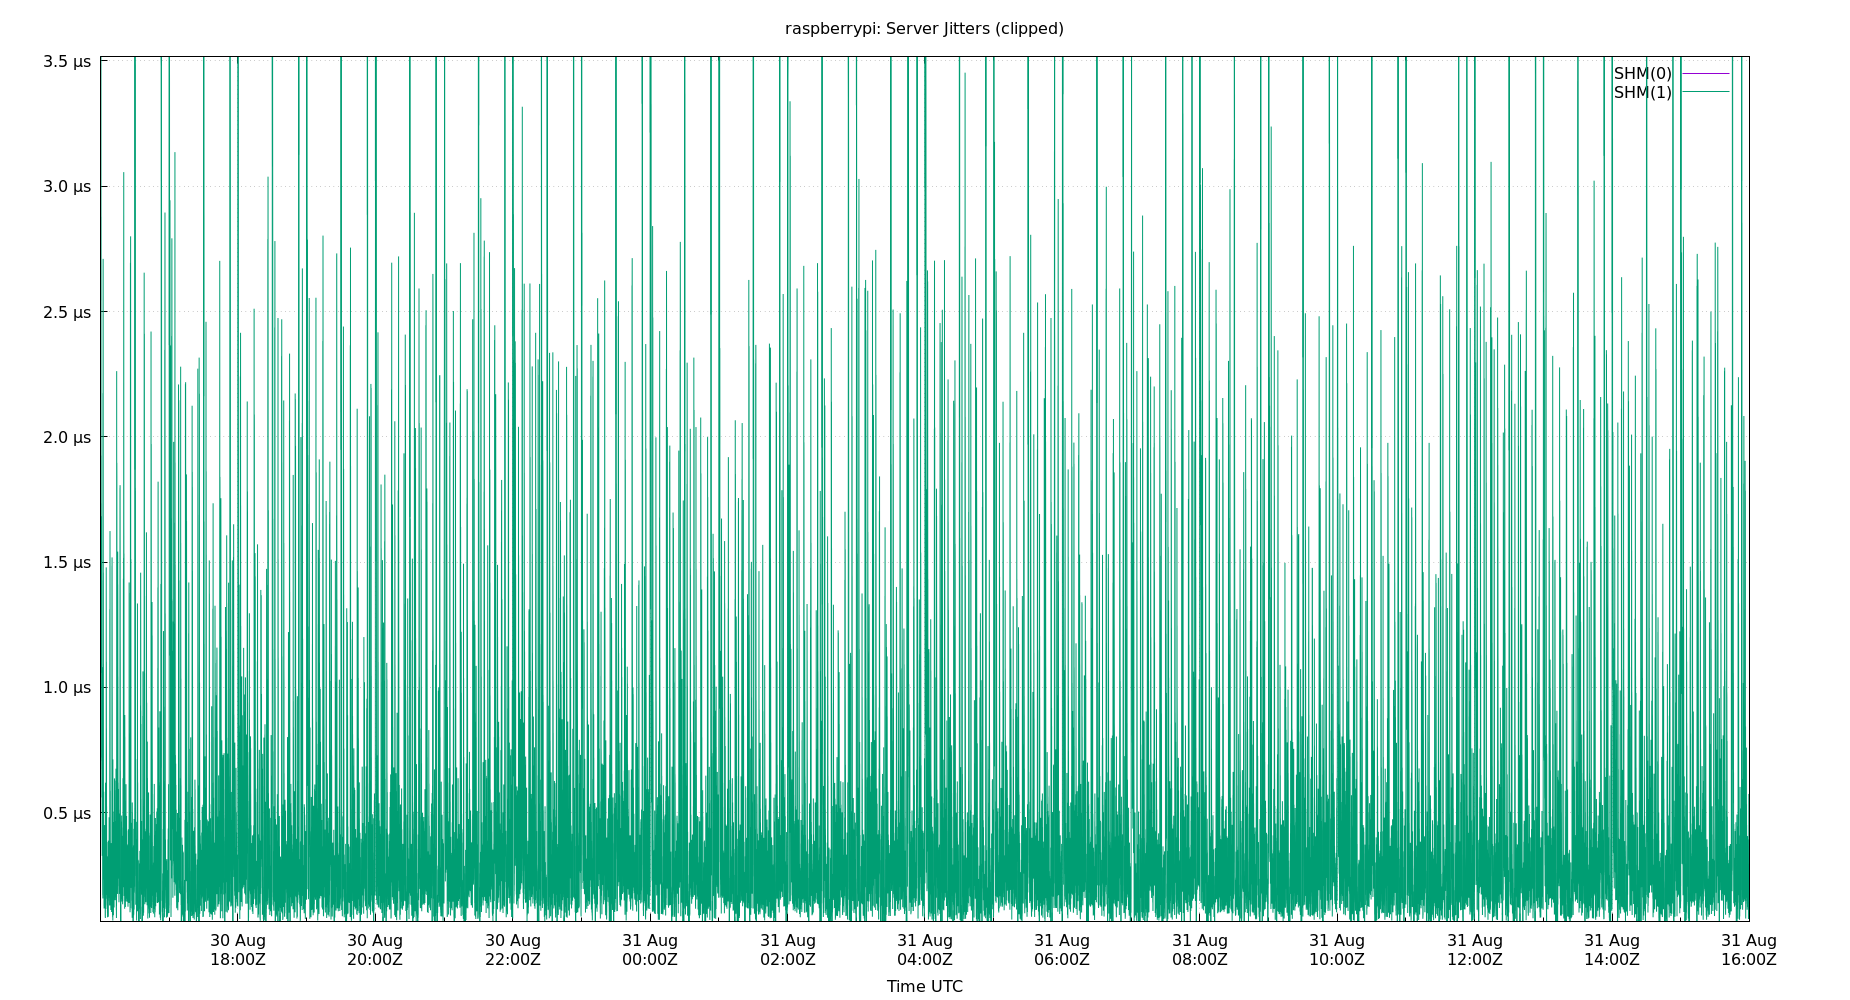 raspberrypi: Server Jitters (clipped)
3.5 µs
3.0 µs
2.5 µs
2.0 µs
1.5 µs
1.0 µs
0.5 µs
SHM(0)
SHM(1)
30 Aug 30 Aug 30 Aug 31 Aug 31 Aug 31 Aug 31 Aug 31 Aug 31 Aug 31 Aug 31 Aug 31 Aug
18:00Z 20:00Z 22:00Z 00:00Z 02:00Z 04:00Z 06:00Z 08:00Z 10:00Z 12:00Z 14:00Z 16:00Z
Time UTC